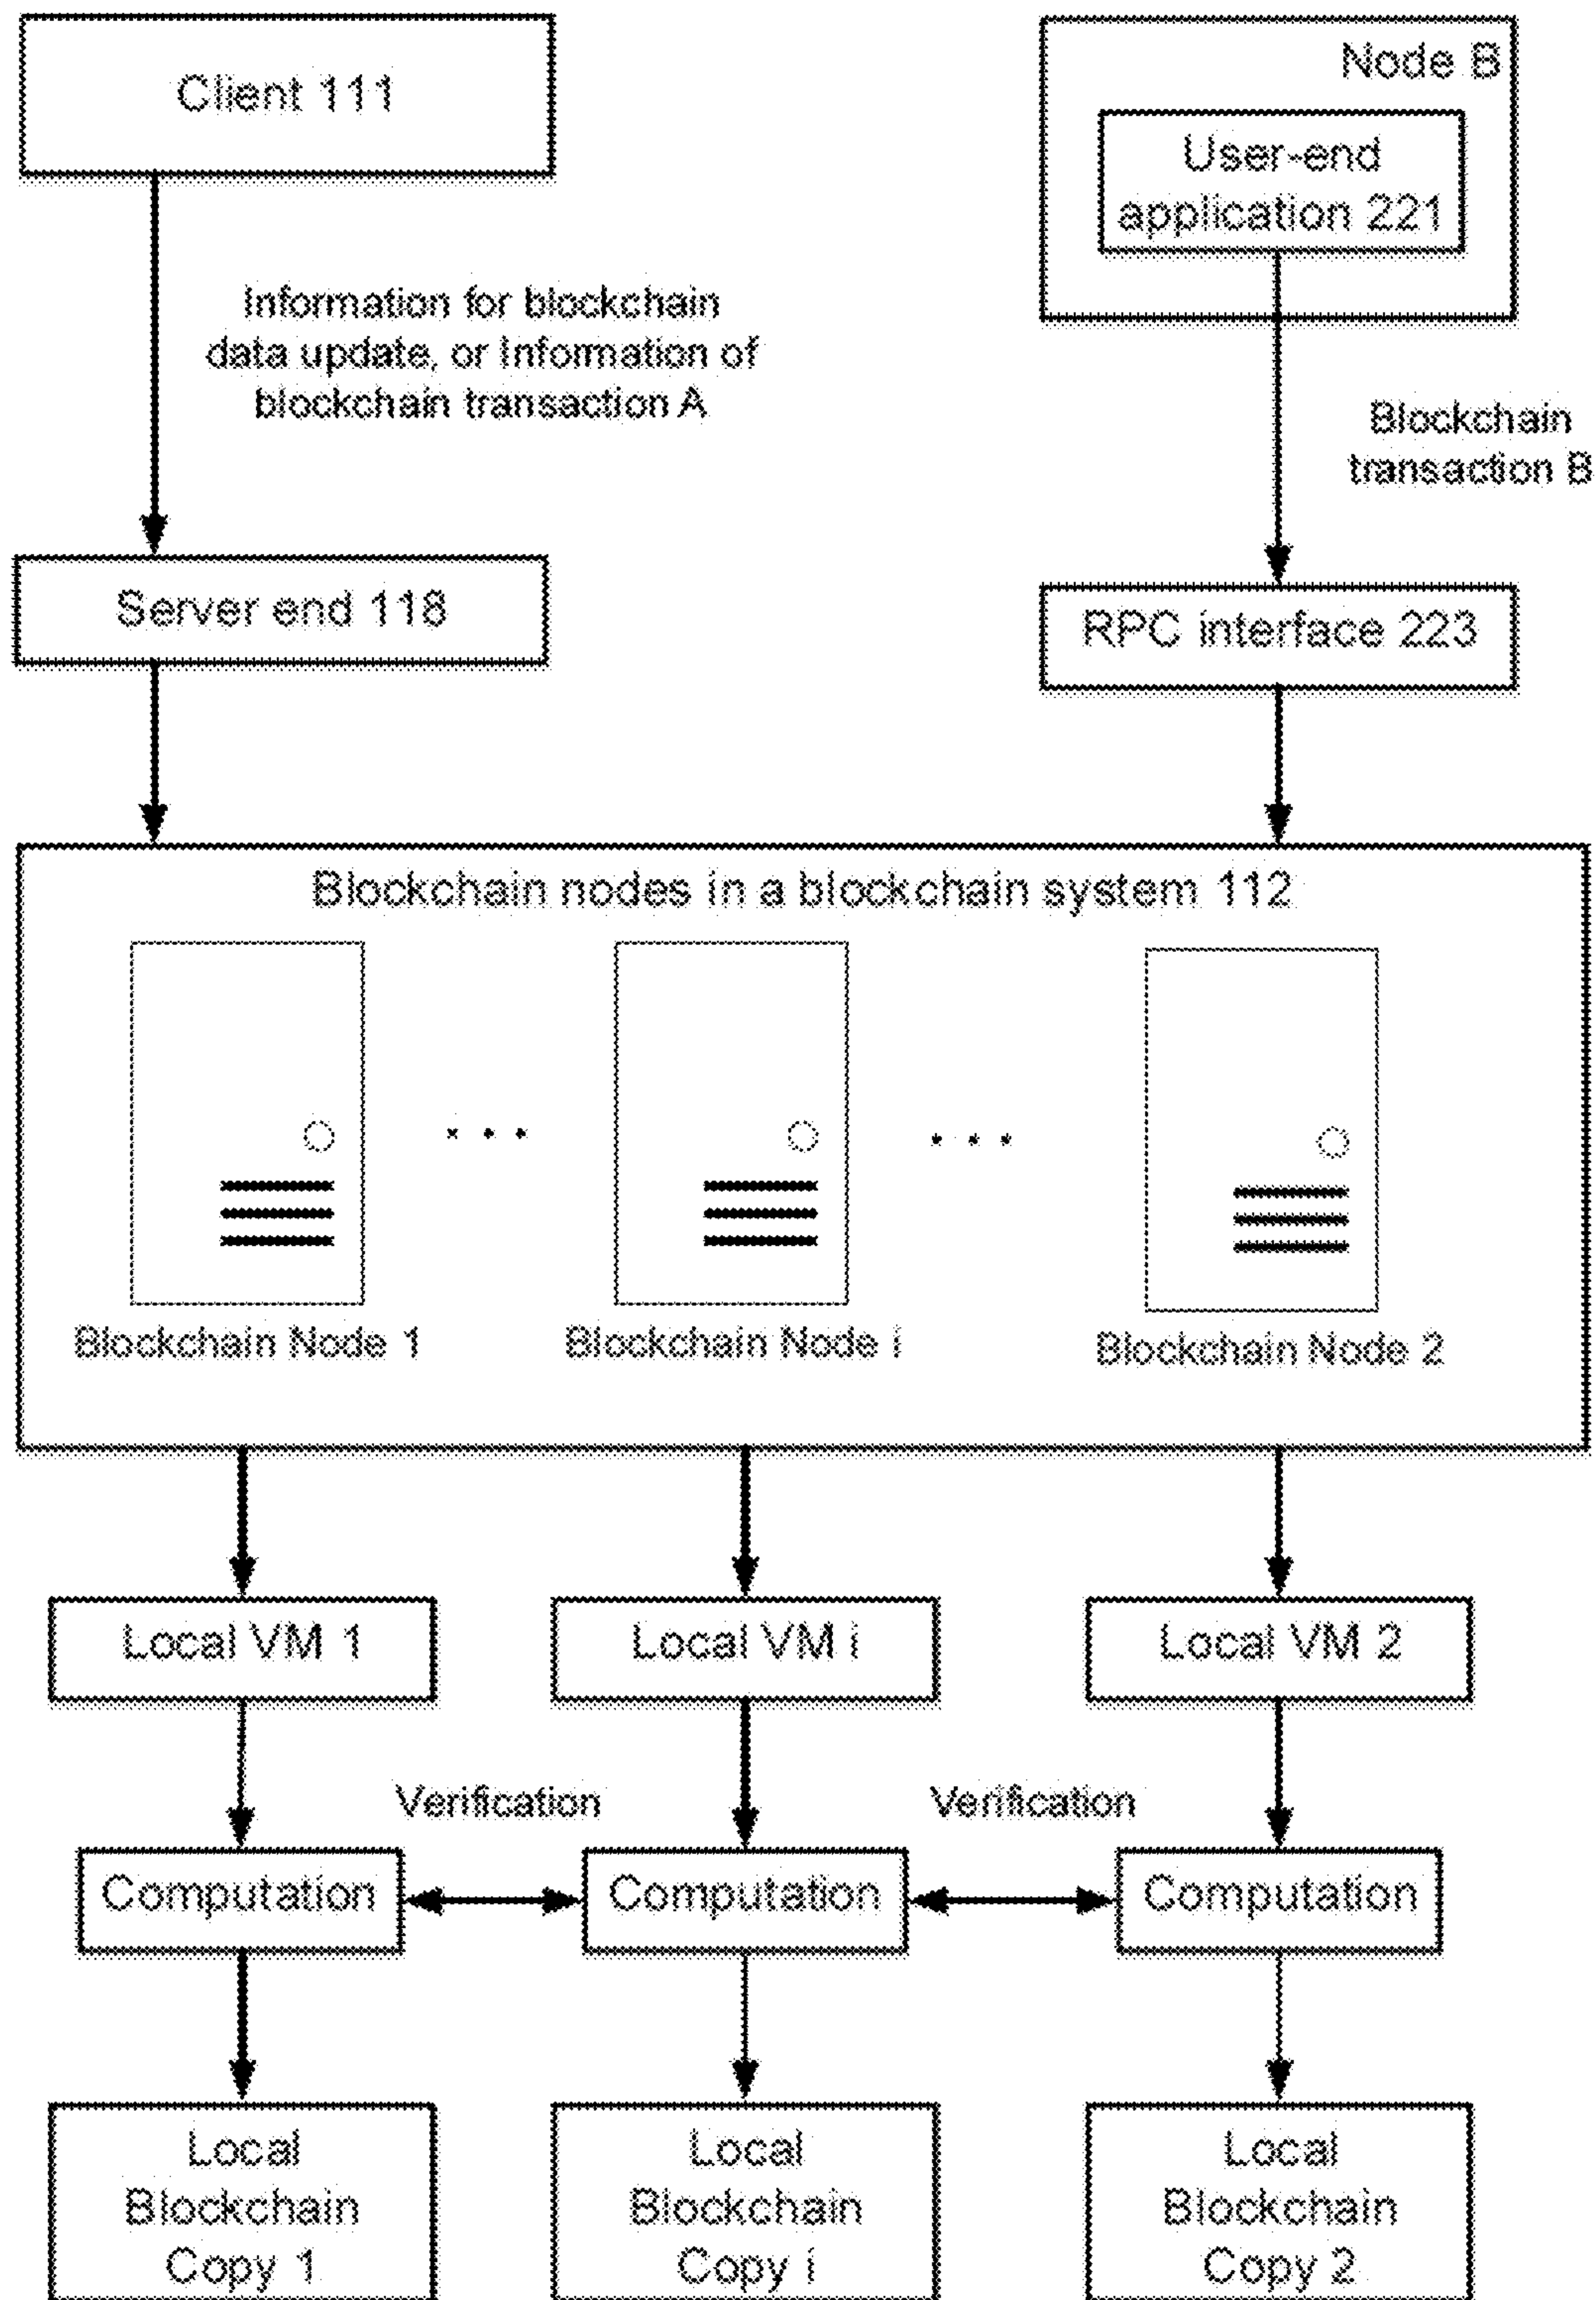 Client 111
Node B
User-end
application 221
Information for blockchain
data update, or Information of
blockchain transaction A
Blockchain
transaction B
Server end 118
RPC interface 223
Blockchain nodes in a blockchain system 112
Blockchain Node 1
Blockchain Node i
Blockchain Node 2
Local VM 1
Local VM i
Local VM 2
Verification
Verification
Computation
Computation
Computation
Local
Blockchain
Copy 1
Local
Blockchain
Copy i
Local
Blockchain
Copy 2